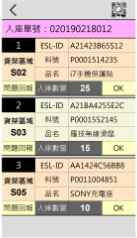 入庫單號：020190218012
1 ESL-ID A21423B65512
貨架區域 S02 料號 P0001514235
品名 i7手機保護貼
問題回報 入庫數量 25 OK
2 ESL-ID A21BA4255E2C
貨架區域 S03 料號 P0001552145
品名 羅技無線滑鼠
問題回報 入庫數量 15 OK
3 ESL-ID AA1424C56BB8
貨架區域 S05 料號 P0011004851
品名 SONY充電座
問題回報 入庫數量 10 OK